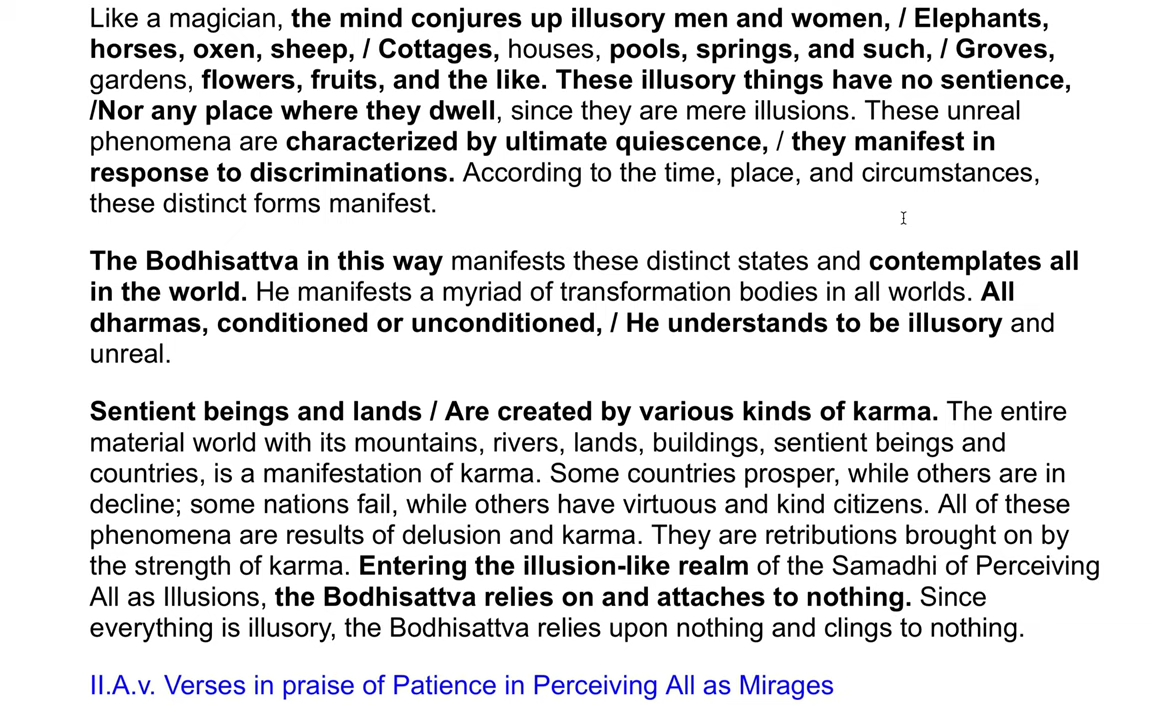 Like a magician, the mind conjures up illusory men and women, / Elephants,
horses, oxen, sheep, / Cottages, houses, pools, springs, and such, / Groves,
gardens, flowers, fruits, and the like. These illusory things have no sentience,
/Nor any place where they dwell, since they are mere illusions. These unreal
phenomena are characterized by ultimate quiescence, / they manifest in
response to discriminations. According to the time, place, and circumstances,
these distinct forms manifest.
The Bodhisattva in this way manifests these distinct states and contemplates all
in the world. He manifests a myriad of transformation bodies in all worlds. All
dharmas, conditioned or unconditioned, / He understands to be illusory and
unreal.
Sentient beings and lands / Are created by various kinds of karma. The entire
material world with its mountains, rivers, lands, buildings, sentient beings and
countries, is a manifestation of karma. Some countries prosper, while others are in
decline; some nations fail, while others have virtuous and kind citizens. All of these
phenomena are results of delusion and karma. They are retributions brought on by
the strength of karma. Entering the illusion-like realm of the Samadhi of Perceiving
All as Illusions, the Bodhisattva relies on and attaches to nothing. Since
everything is illusory, the Bodhisattva relies upon nothing and clings to nothing.
II.A.v. Verses in praise of Patience in Perceiving All as Mirages